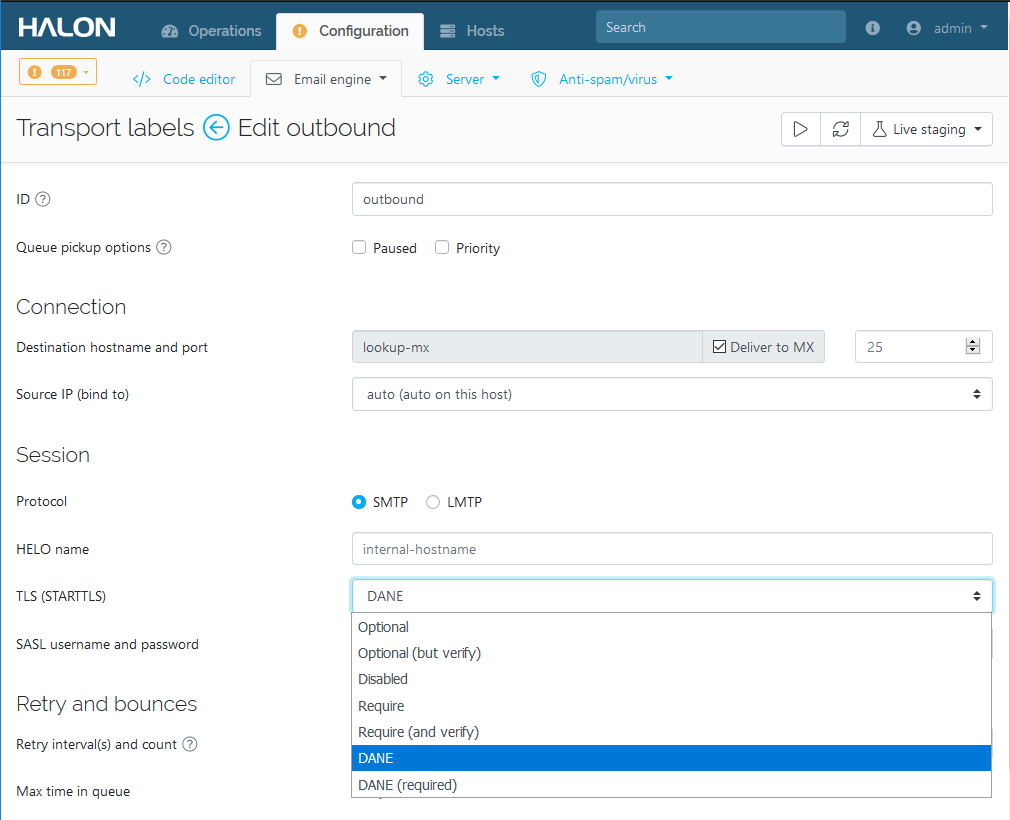 HALON Operations Configuration Hosts Search admin
117 Code editor Email engine Server Anti-spam/virus
Transport labels Edit outbound Live staging
ID ? outbound
Queue pickup options ? Paused Priority
Connection
Destination hostname and port lookup-mx Deliver to MX 25
Source IP (bind to) auto (auto on this host)
Session
Protocol SMTP LMTP
HELO name internal-hostname
TLS (STARTTLS) DANE
Optional
SASL username and password Optional (but verify)
Disabled
Retry and bounces Require
Require (and verify)
Retry interval(s) and count ? DANE
Max time in queue DANE (required)